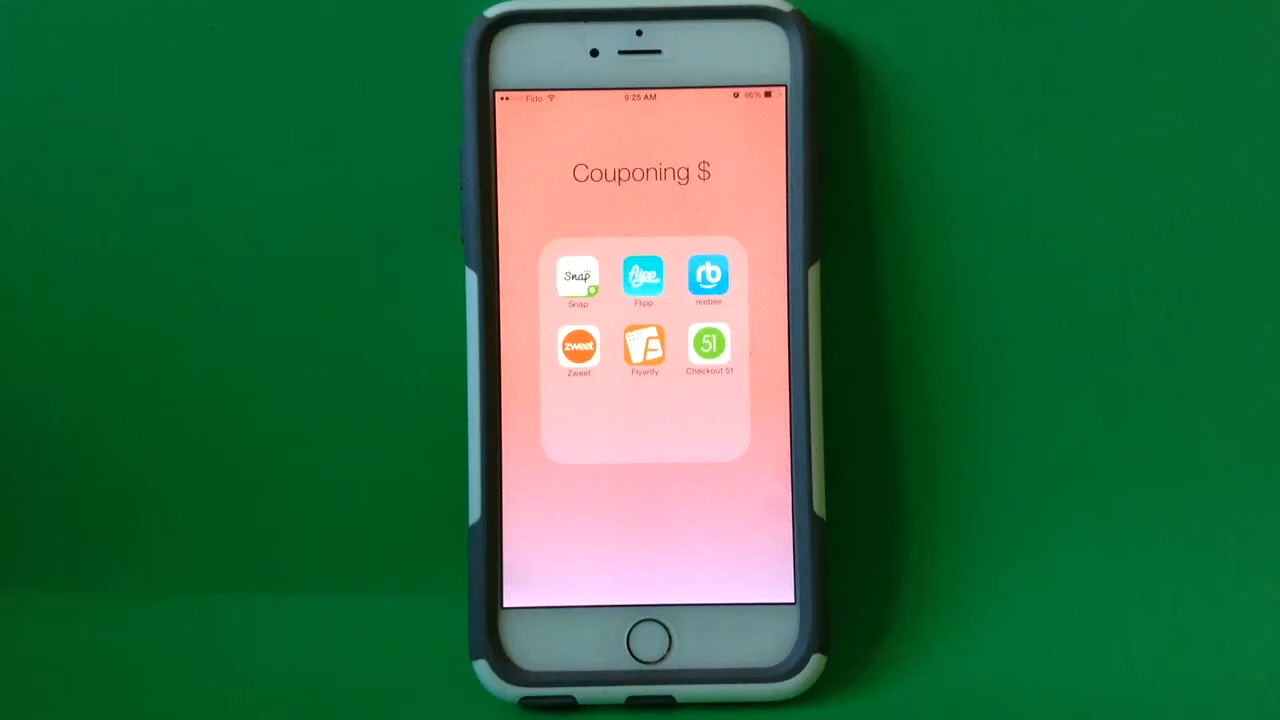 Fido 9:25 AM 46%
Couponing $
Snap flipp rb
Snap Flipp reebee
zweet F 51
Zweet Flyerify Checkout 51